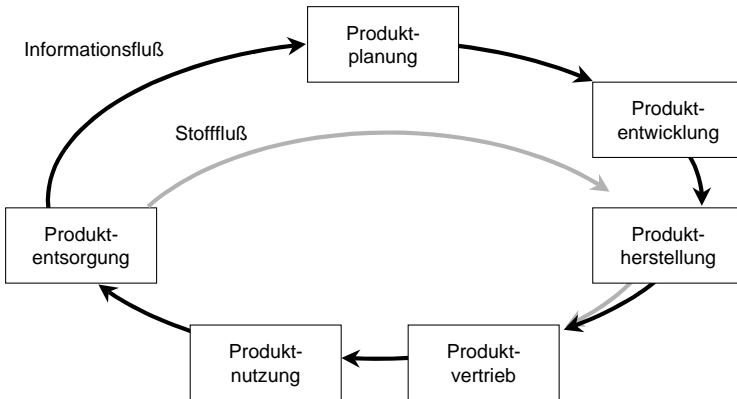 Informationsfluß
Produkt-
planung
Produkt-
entwicklung
Stofffluß
Produkt-
entsorgung
Produkt-
herstellung
Produkt-
nutzung
Produkt-
vertrieb